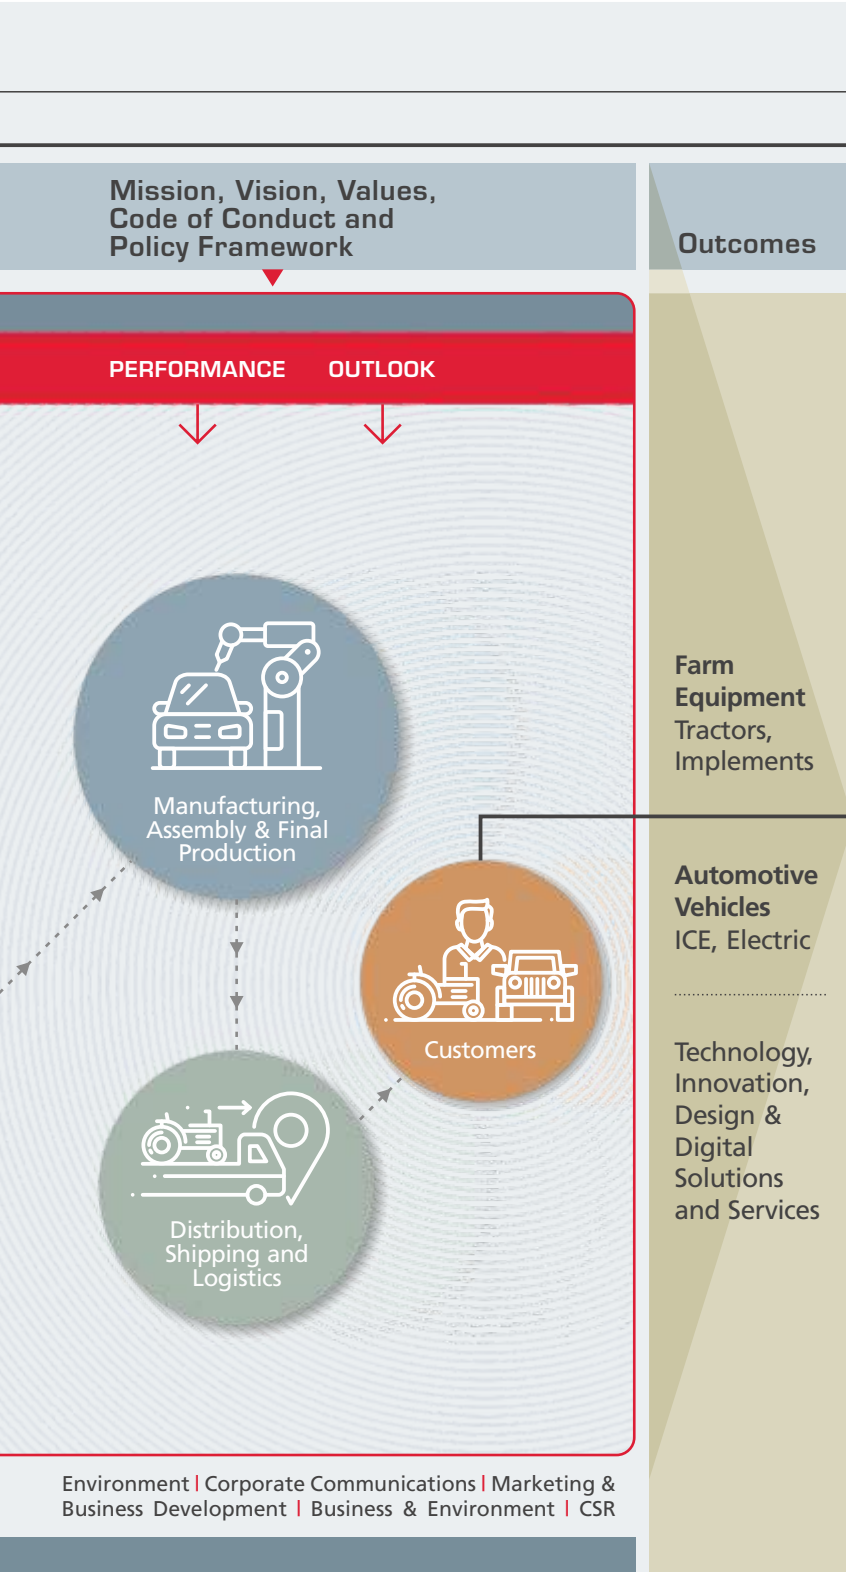 Mission, Vision, Values,
Code of Conduct and
Policy Framework
Outcomes
PERFORMANCE
OUTLOOK
Manufacturing,
Assembly & Final
Production
Customers
Distribution,
Shipping and
Logistics
Farm
Equipment
Tractors,
Implements
Automotive
Vehicles
ICE, Electric
Technology,
Innovation,
Design &
Digital
Solutions
and Services
Environment | Corporate Communications | Marketing &
Business Development | Business & Environment | CSR